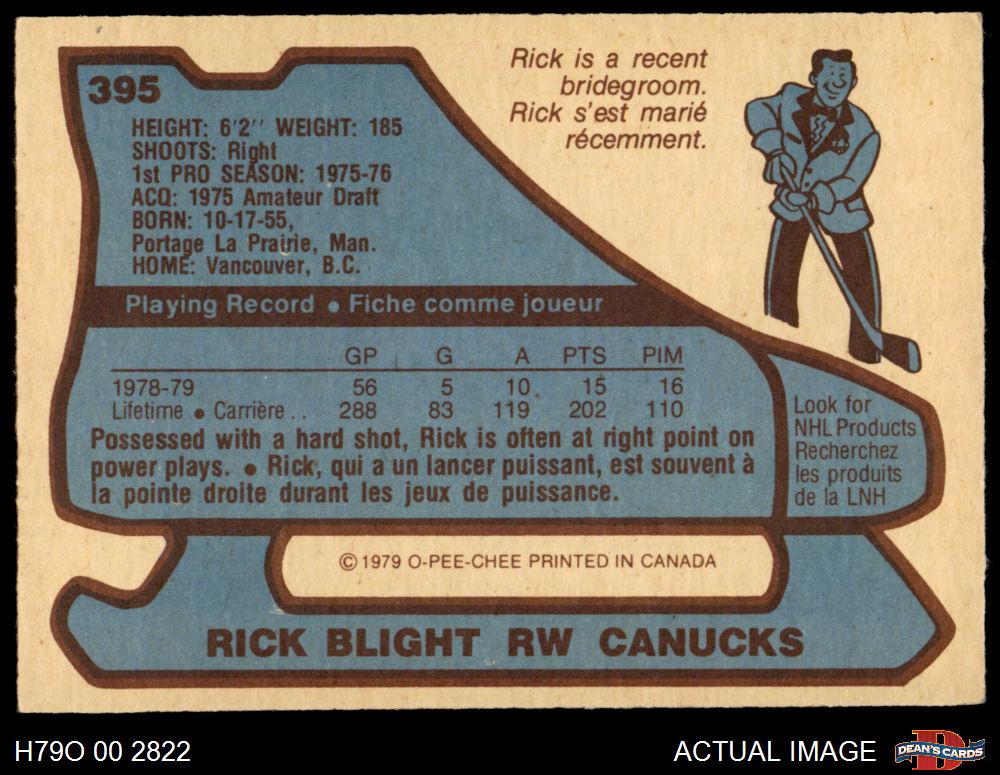 395
Rick is a recent
bridegroom.
Rick s'est marié
récemment.
HEIGHT: 6'2'' WEIGHT: 185
SHOOTS: Right
1st PRO SEASON: 1975-76
ACQ: 1975 Amateur Draft
BORN: 10-17-55,
Portage La Prairie, Man.
HOME: Vancouver, B.C.
Playing Record • Fiche comme joueur
GP G A PTS PIM
1978-79 56 5 10 15 16
Lifetime • Carrière . . 288 83 119 202 110
Possessed with a hard shot, Rick is often at right point on
power plays. • Rick, qui a un lancer puissant, est souvent à
la pointe droite durant les jeux de puissance.
Look for
NHL Products
Recherchez
les produits
de la LNH
© 1979 O-PEE-CHEE PRINTED IN CANADA
RICK BLIGHT RW CANUCKS
H79O 00 2822
ACTUAL IMAGE
D
DEAN'S CARDS